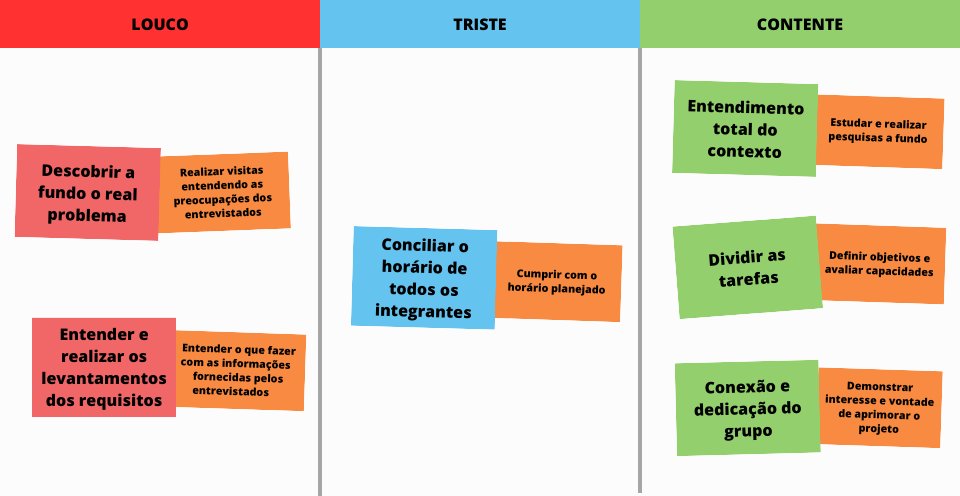 LOUCO
TRISTE
CONTENTE
Descobrir a
fundo o real
problema
Realizar visitas
entendendo as
preocupações dos
entrevistados
Entender e
realizar os
levantamentos
dos requisitos
Entender o que fazer
com as informações
fornecidas pelos
entrevistados
Conciliar o
horário de
todos os
integrantes
Cumprir com o
horário planejado
Entendimento
total do
contexto
Estudar e realizar
pesquisas a fundo
Dividir as
tarefas
Definir objetivos e
avaliar capacidades
Conexão e
dedicação do
grupo
Demonstrar
interesse e vontade
de aprimorar o
projeto